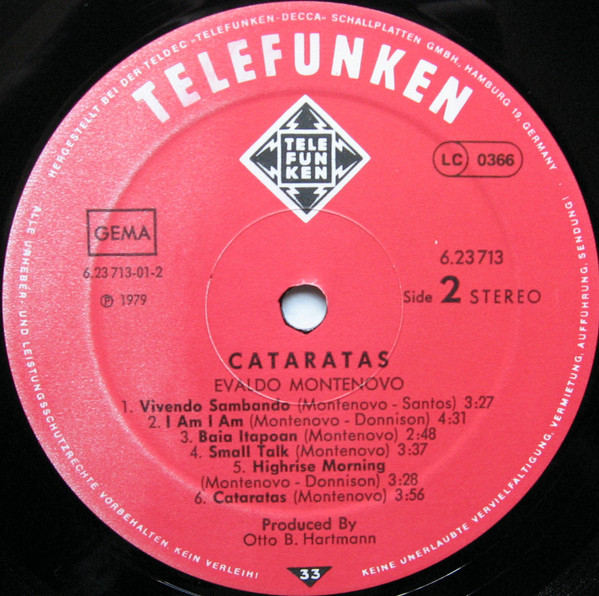 HERGESTELLT BEI DER TELDEC »TELEFUNKEN-DECCA« SCHALLPLATTEN GMBH., HAMBURG 19, GERMANY
TELEFUNKEN
TELE
FUN
KEN
LC 0366
GEMA
6.23 713-01-2
Ⓟ 1979
6.23 713
Side 2 STEREO
CATARATAS
EVALDO MONTENOVO
1. Vivendo Sambando (Montenovo - Santos) 3:27
2. I Am I Am (Montenovo - Donnison) 4:31
3. Baia Itapoan (Montenovo) 2:48
4. Small Talk (Montenovo) 3:37
5. Highrise Morning
(Montenovo - Donnison) 3:28
6. Cataratas (Montenovo) 3:56
Produced By
Otto B. Hartmann
33
ALLE URHEBER UND LEISTUNGSSCHUTZRECHTE VORBEHALTEN. KEIN VERLEIH!
KEINE UNERLAUBTE VERVIELFALTIGUNG, VERMIETUNG, AUFFUHRUNG, SENDUNG!